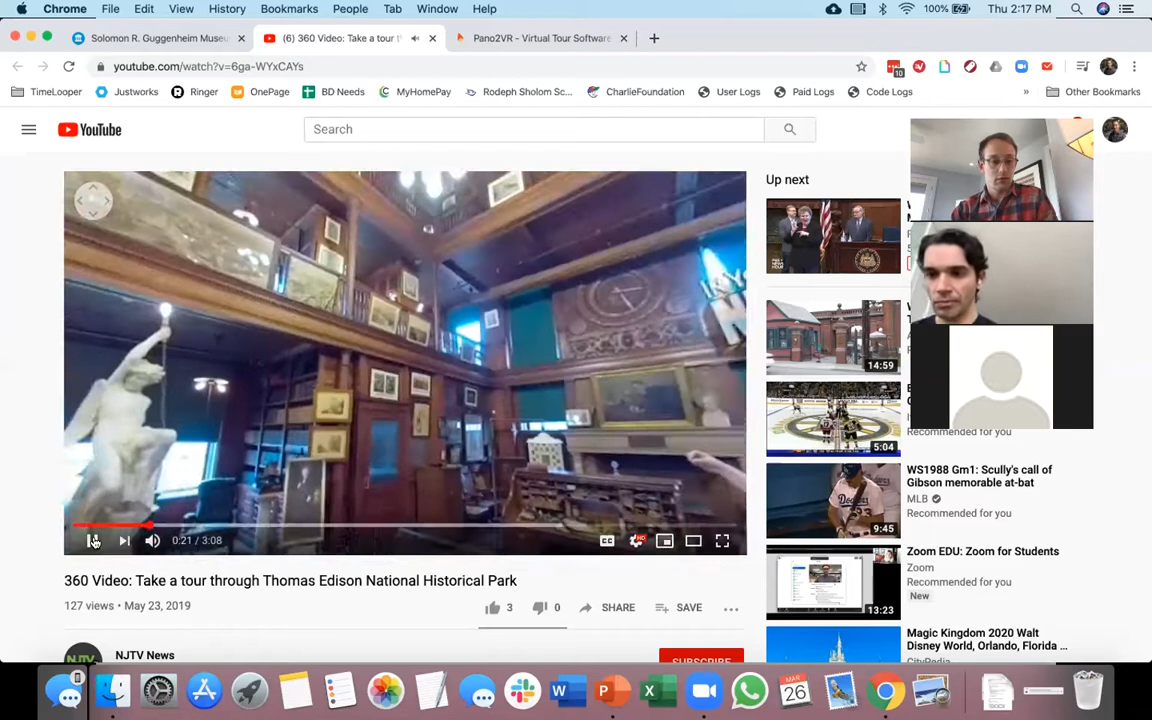 Chrome File Edit View History Bookmarks People Tab Window Help 100% Thu 2:17 PM
Solomon R. Guggenheim Museu (6) 360 Video: Take a tour t Pano2VR - Virtual Tour Software
youtube.com/watch?v=6ga-WYxCAYs 10
TimeLooper Justworks Ringer OnePage BD Needs MyHomePay Rodeph Sholom Sc... CharlieFoundation User Logs Paid Logs Code Logs » Other Bookmarks
YouTube Search
Up next
14:59
5:04
Recommended for you
WS1988 Gm1: Scully's call of
Gibson memorable at-bat
MLB
9:45
Zoom EDU: Zoom for Students
Zoom
Recommended for you
New
13:23
Magic Kingdom 2020 Walt
Disney World, Orlando, Florida ...
CityPedia
0:21 / 3:08 CC HD
360 Video: Take a tour through Thomas Edison National Historical Park
127 views • May 23, 2019 3 0 SHARE SAVE
NJTV News SUBSCRIBE
MAR
26